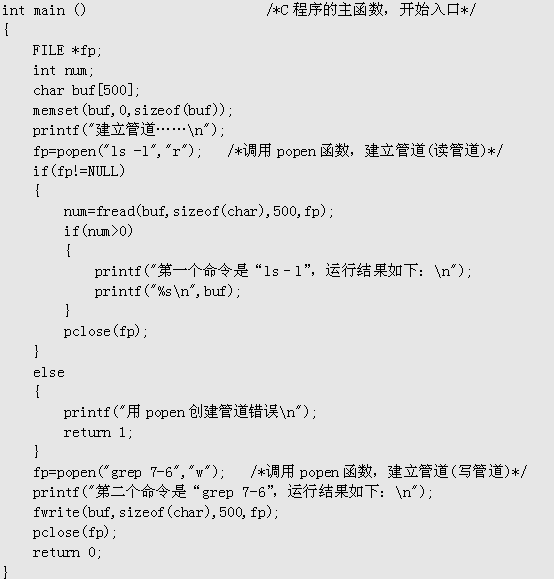 int main ()                /*C 程序的主函数，开始入口*/
{
    FILE *fp;
    int num;
    char buf[500];
    memset(buf,0,sizeof(buf));
    printf("建立管道……\n");
    fp=popen("ls -l","r");   /*调用 popen 函数，建立管道(读管道)*/
    if(fp!=NULL)
    {
        num=fread(buf,sizeof(char),500,fp);
        if(num>0)
        {
            printf("第一个命令是“ls-l”，运行结果如下：\n");
            printf("%s\n",buf);
        }
        pclose(fp);
    }
    else
    {
        printf("用 popen 创建管道错误\n");
        return 1;
    }
    fp=popen("grep 7-6","w");   /*调用 popen 函数，建立管道(写管道)*/
    printf("第二个命令是“grep 7-6”，运行结果如下：\n");
    fwrite(buf,sizeof(char),500,fp);
    pclose(fp);
    return 0;
}